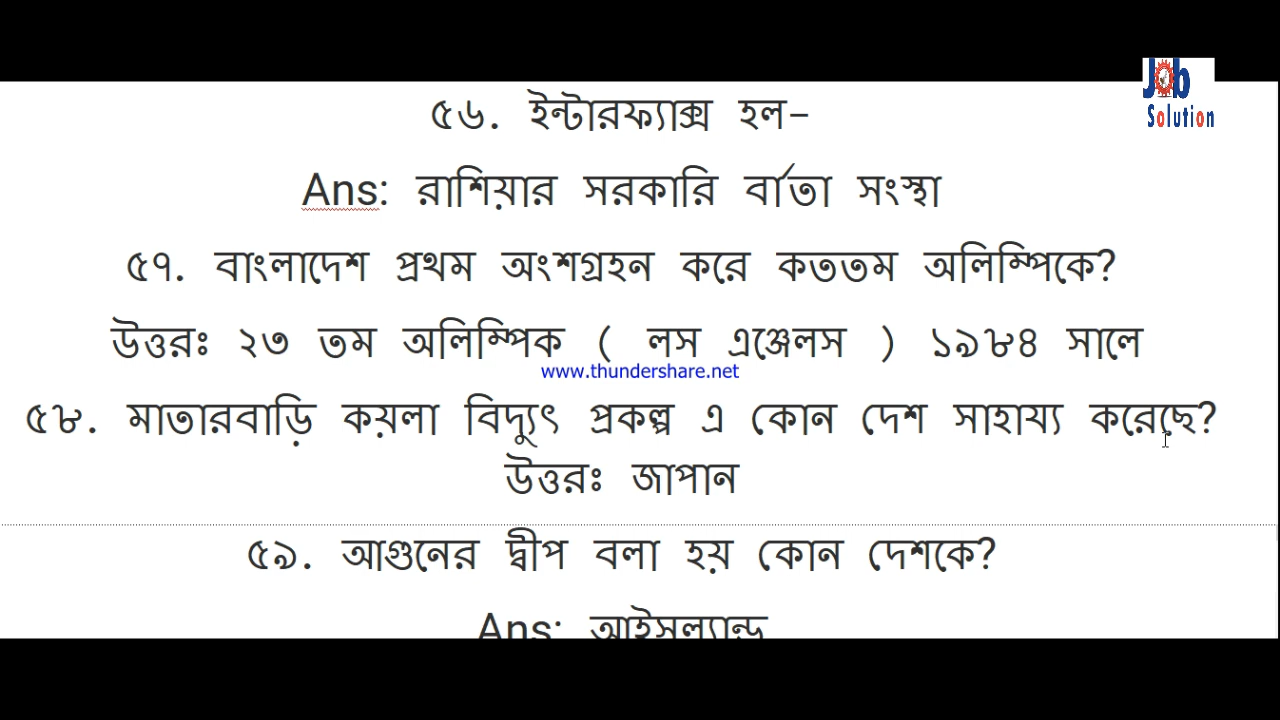 Job
Solution
৫৬. ইন্টারফ্যাক্স হল-
Ans: রাশিয়ার সরকারি বার্তা সংস্থা
৫৭. বাংলাদেশ প্রথম অংশগ্রহন করে কততম অলিম্পিকে?
উত্তরঃ ২৩ তম অলিম্পিক ( লস এঞ্জেলস ) ১৯৮৪ সালে
www.thundershare.net
৫৮. মাতারবাড়ি কয়লা বিদ্যুৎ প্রকল্প এ কোন দেশ সাহায্য করেছে?
উত্তরঃ জাপান
৫৯. আগুনের দ্বীপ বলা হয় কোন দেশকে?
Ans: আইসল্যান্ড